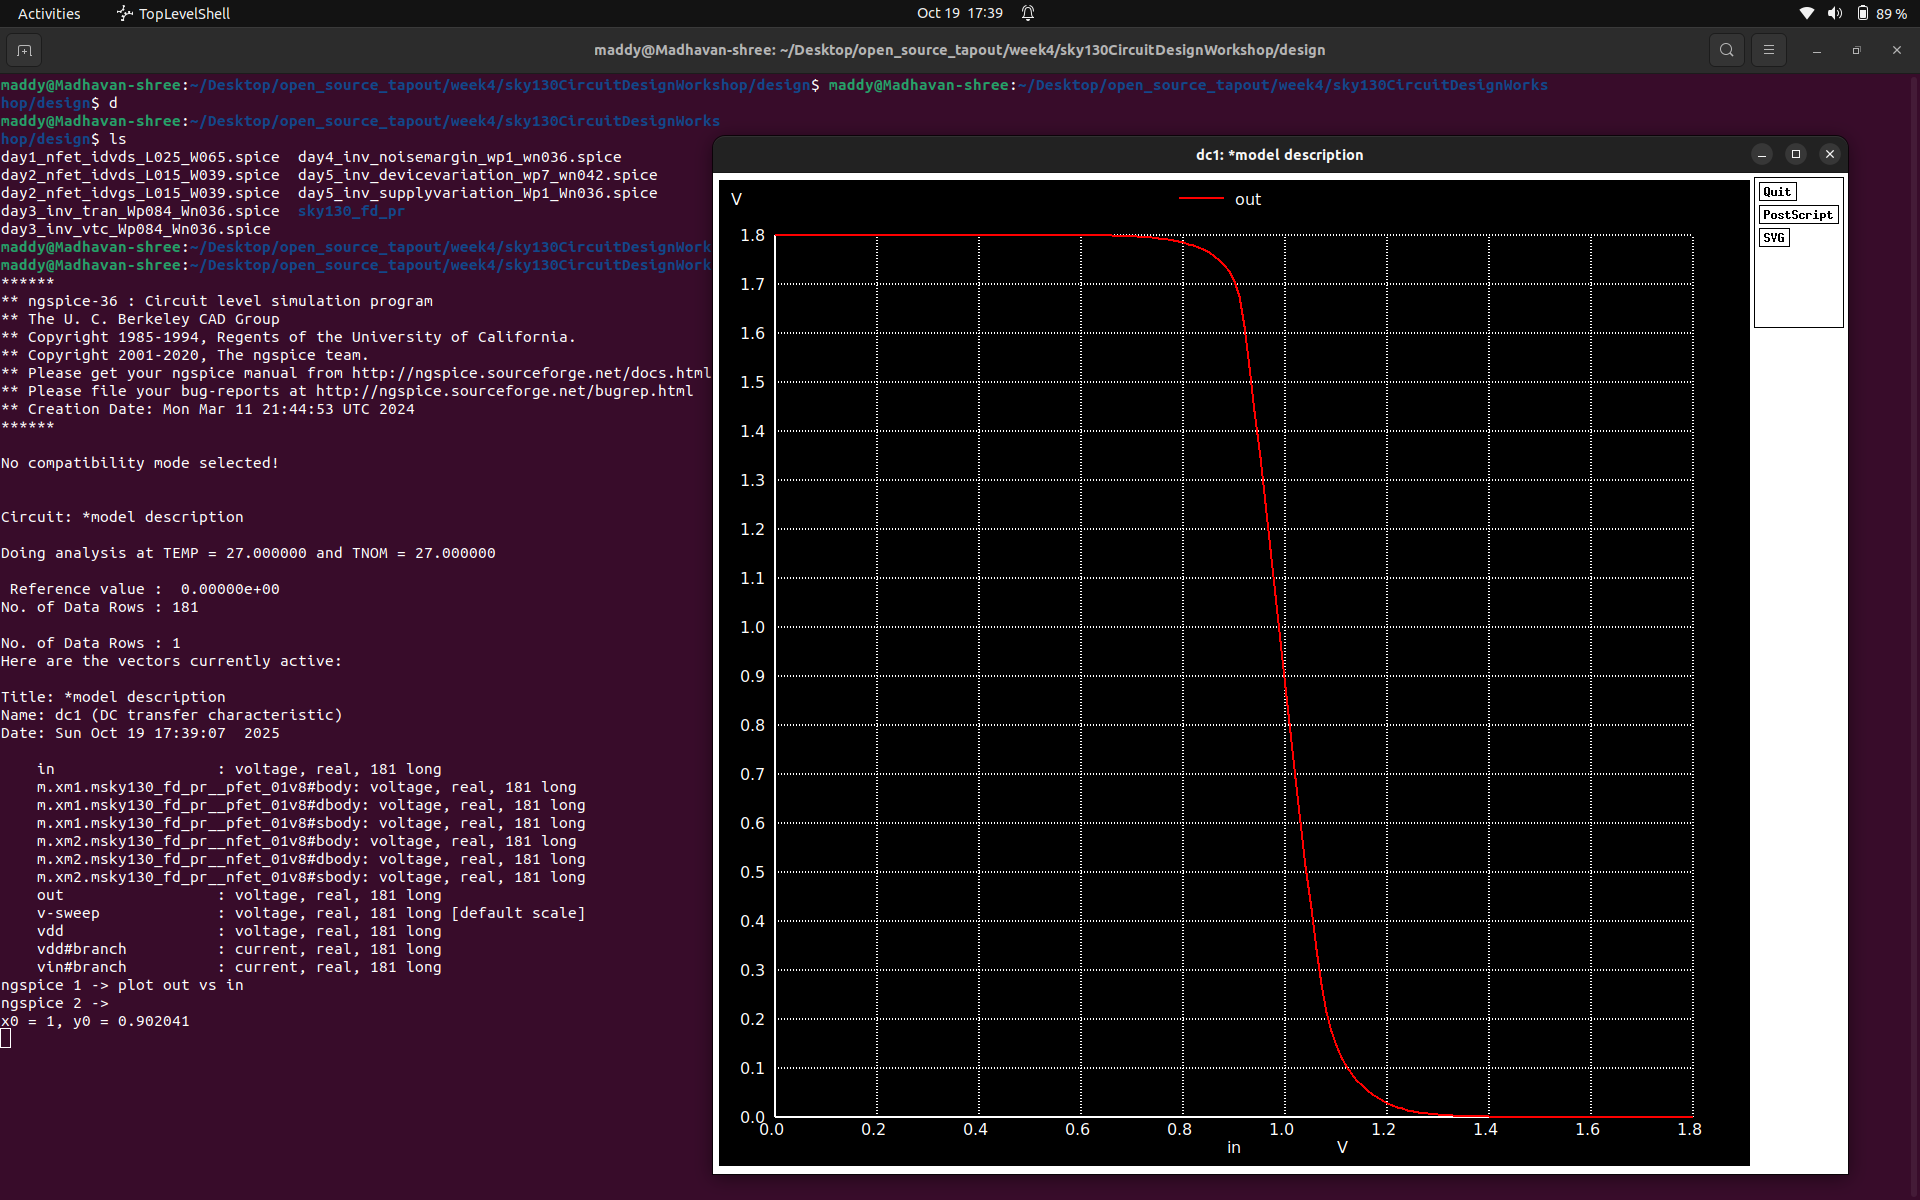 Activities TopLevelShell Oct 19 17:39 89 %
maddy@Madhavan-shree: ~/Desktop/open_source_tapout/week4/sky130CircuitDesignWorkshop/design
maddy@Madhavan-shree:~/Desktop/open_source_tapout/week4/sky130CircuitDesignWorkshop/design$ maddy@Madhavan-shree:~/Desktop/open_source_tapout/week4/sky130CircuitDesignWorks
hop/design$ d
maddy@Madhavan-shree:~/Desktop/open_source_tapout/week4/sky130CircuitDesignWorks
hop/design$ ls
day1_nfet_idvds_L025_W065.spice day4_inv_noisemargin_wp1_wn036.spice
day2_nfet_idvds_L015_W039.spice day5_inv_devicevariation_wp7_wn042.spice
day2_nfet_idvgs_L015_W039.spice day5_inv_supplyvariation_Wp1_Wn036.spice
day3_inv_tran_Wp084_Wn036.spice sky130_fd_pr
day3_inv_vtc_Wp084_Wn036.spice
maddy@Madhavan-shree:~/Desktop/open_source_tapout/week4/sky130CircuitDesignWork
maddy@Madhavan-shree:~/Desktop/open_source_tapout/week4/sky130CircuitDesignWork
******
** ngspice-36 : Circuit level simulation program
** The U. C. Berkeley CAD Group
** Copyright 1985-1994, Regents of the University of California.
** Copyright 2001-2020, The ngspice team.
** Please get your ngspice manual from http://ngspice.sourceforge.net/docs.html
** Please file your bug-reports at http://ngspice.sourceforge.net/bugrep.html
** Creation Date: Mon Mar 11 21:44:53 UTC 2024
******
No compatibility mode selected!
Circuit: *model description
Doing analysis at TEMP = 27.000000 and TNOM = 27.000000
Reference value : 0.00000e+00
No. of Data Rows : 181
No. of Data Rows : 1
Here are the vectors currently active:
Title: *model description
Name: dc1 (DC transfer characteristic)
Date: Sun Oct 19 17:39:07 2025
in : voltage, real, 181 long
m.xm1.msky130_fd_pr__pfet_01v8#body: voltage, real, 181 long
m.xm1.msky130_fd_pr__pfet_01v8#dbody: voltage, real, 181 long
m.xm1.msky130_fd_pr__pfet_01v8#sbody: voltage, real, 181 long
m.xm2.msky130_fd_pr__nfet_01v8#body: voltage, real, 181 long
m.xm2.msky130_fd_pr__nfet_01v8#dbody: voltage, real, 181 long
m.xm2.msky130_fd_pr__nfet_01v8#sbody: voltage, real, 181 long
out : voltage, real, 181 long
v-sweep : voltage, real, 181 long [default scale]
vdd : voltage, real, 181 long
vdd#branch : current, real, 181 long
vin#branch : current, real, 181 long
ngspice 1 -> plot out vs in
ngspice 2 ->
x0 = 1, y0 = 0.902041
dc1: *model description
V out
Quit
PostScript
SVG
1.8
1.7
1.6
1.5
1.4
1.3
1.2
1.1
1.0
0.9
0.8
0.7
0.6
0.5
0.4
0.3
0.2
0.1
0.0
0.0 0.2 0.4 0.6 0.8 1.0 1.2 1.4 1.6 1.8
in V